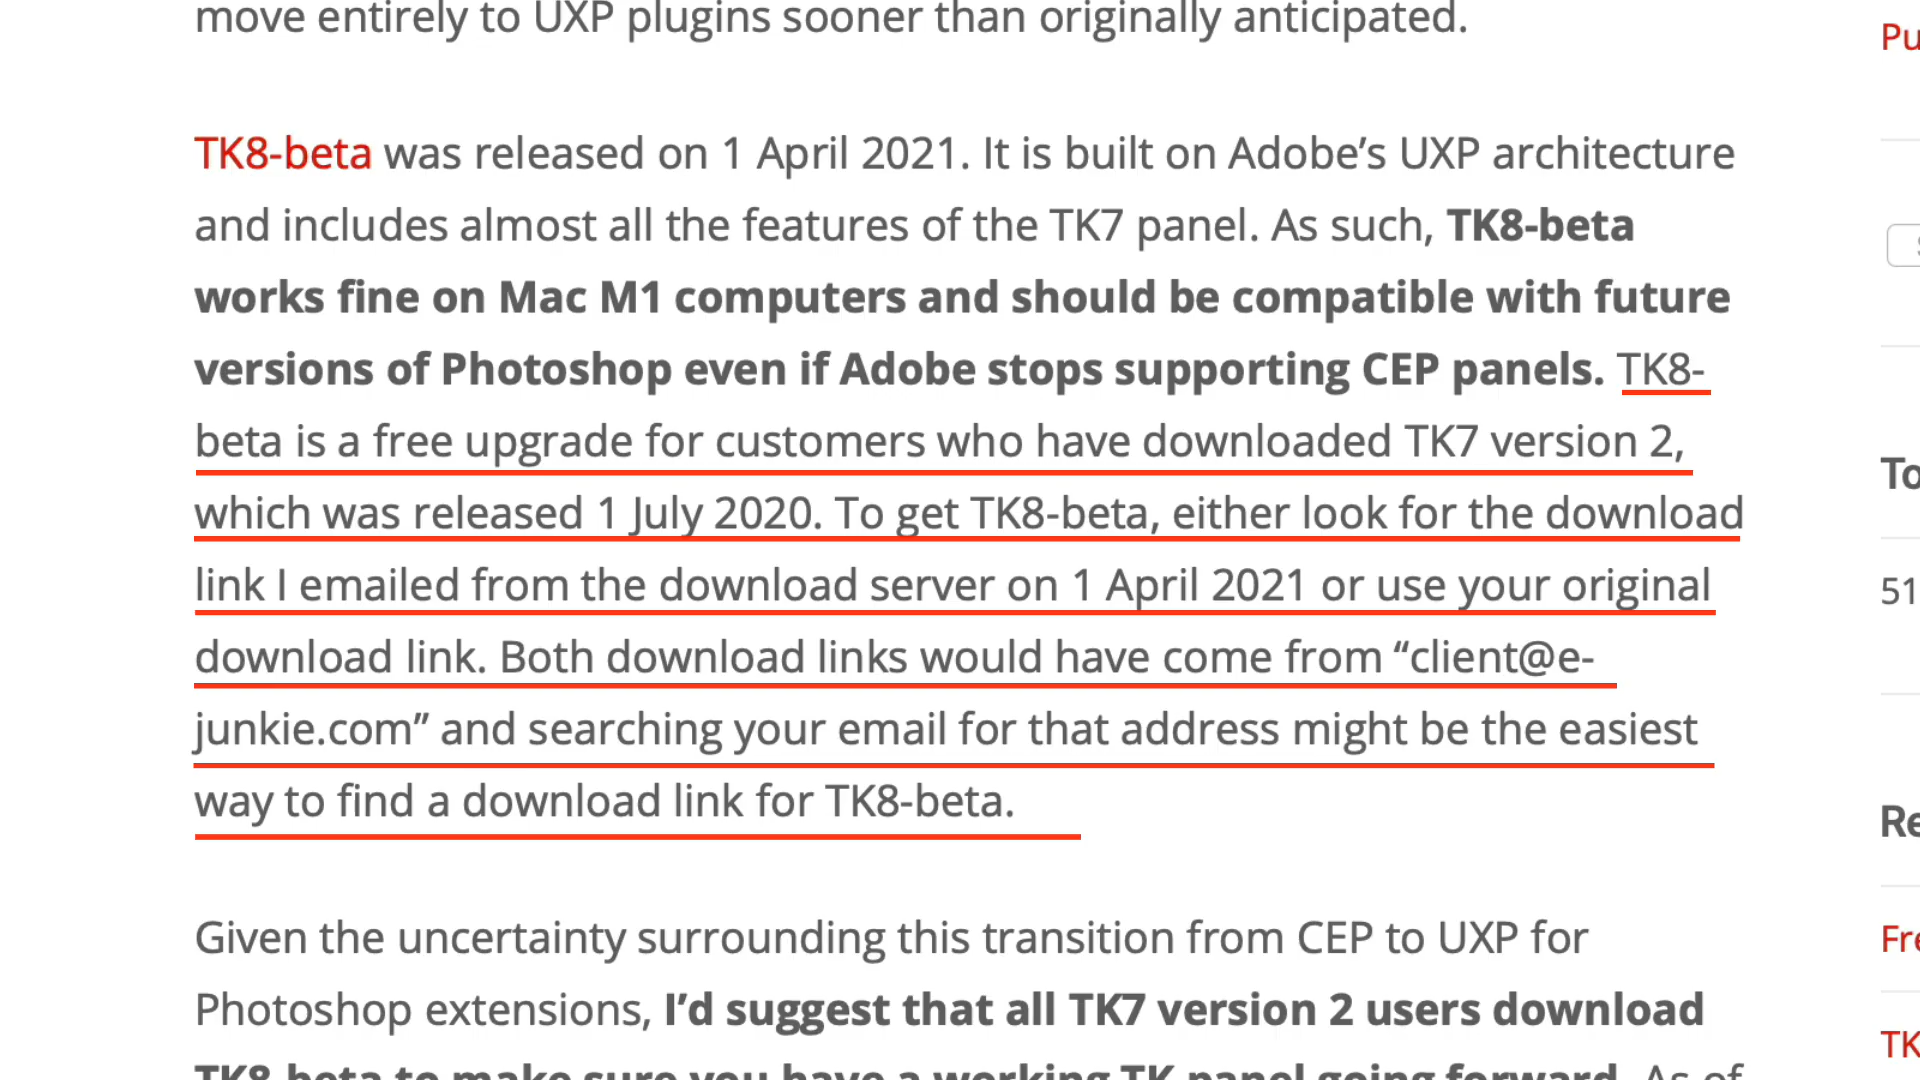 move entirely to UXP plugins sooner than originally anticipated.
TK8-beta was released on 1 April 2021. It is built on Adobe’s UXP architecture
and includes almost all the features of the TK7 panel. As such, TK8-beta
works fine on Mac M1 computers and should be compatible with future
versions of Photoshop even if Adobe stops supporting CEP panels. TK8-
beta is a free upgrade for customers who have downloaded TK7 version 2,
which was released 1 July 2020. To get TK8-beta, either look for the download
link I emailed from the download server on 1 April 2021 or use your original
download link. Both download links would have come from “client@e-
junkie.com” and searching your email for that address might be the easiest
way to find a download link for TK8-beta.
Given the uncertainty surrounding this transition from CEP to UXP for
Photoshop extensions, I’d suggest that all TK7 version 2 users download
TK8-beta to make sure you have a working TK panel going forward. As of
Pu
To
51
Re
Fre
TK